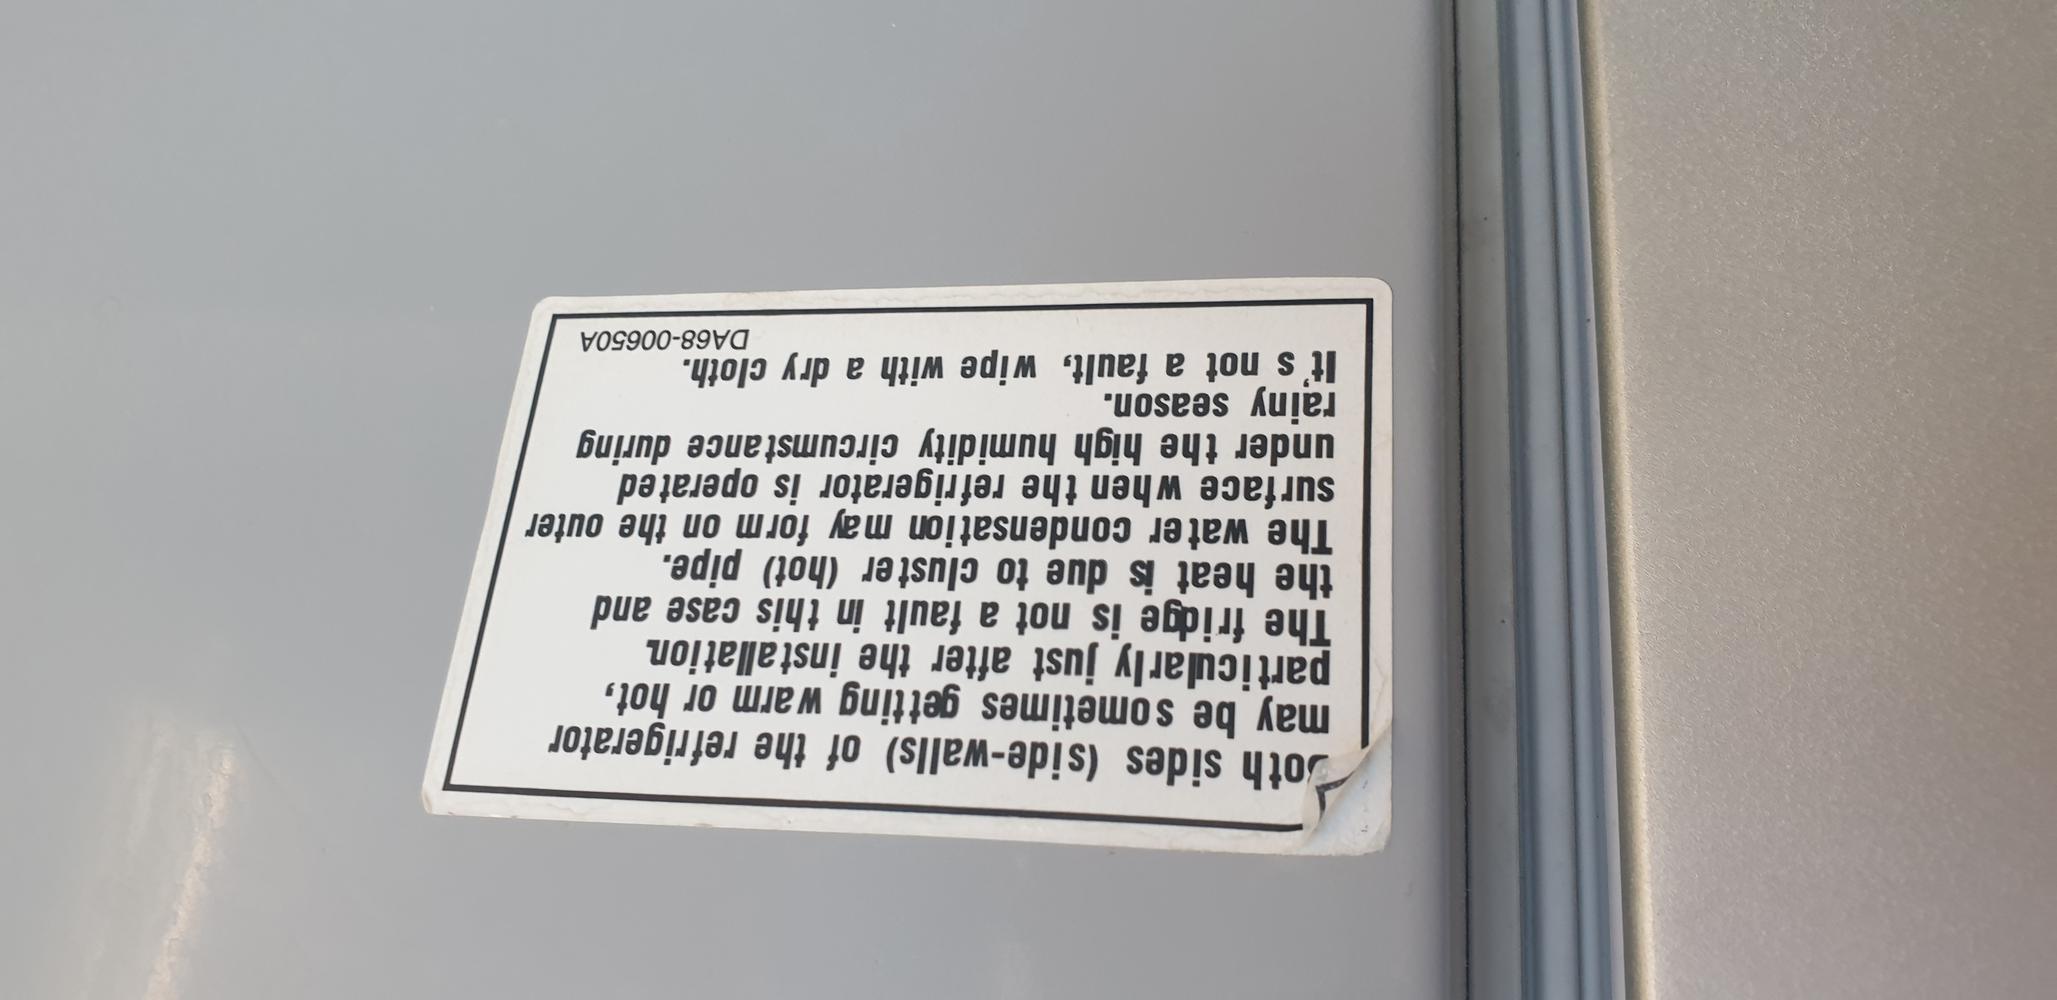 Both sides (side-walls) of the refrigerator
may be sometimes getting warm or hot,
particularly just after the installation.
The fridge is not a fault in this case and
the heat is due to cluster (hot) pipe.
The water condensation may form on the outer
surface when the refrigerator is operated
under the high humidity circumstance during
rainy season.
It's not a fault, wipe with a dry cloth.
DA68-00650A